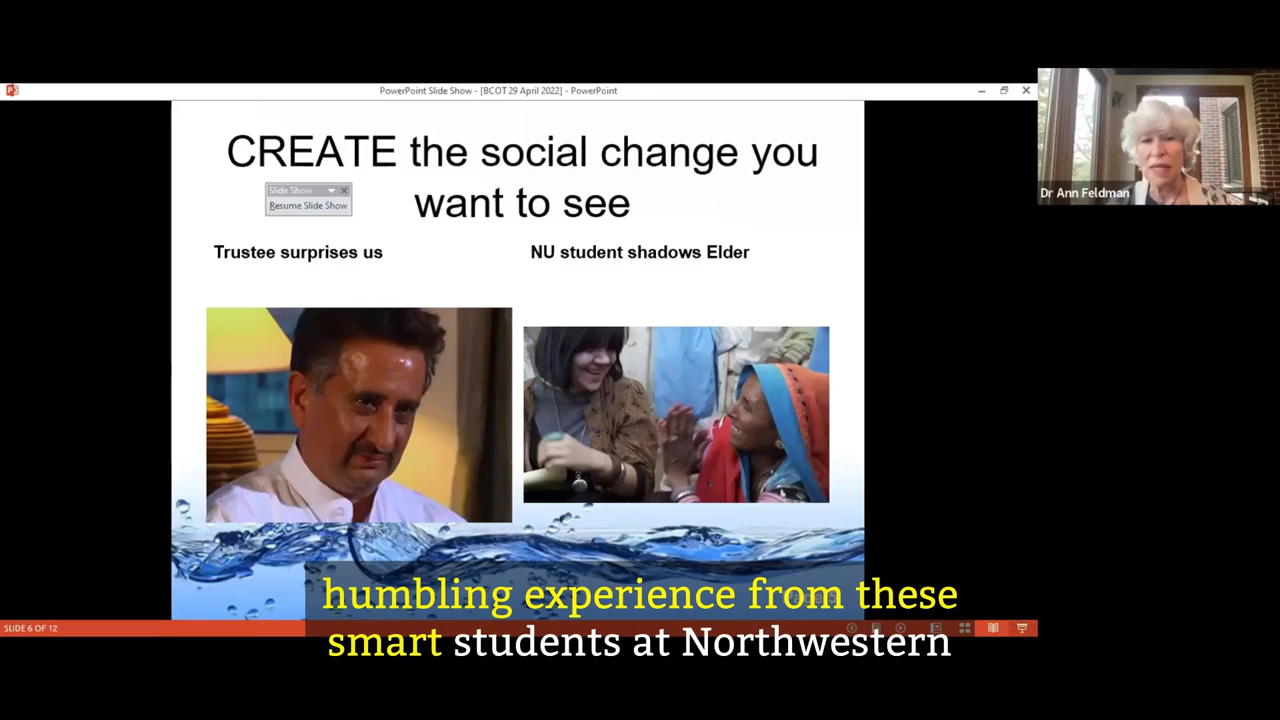 PowerPoint Slide Show - [BCOT 29 April 2022] - PowerPoint
CREATE the social change you
want to see
Slide Show
Resume Slide Show
Trustee surprises us
NU student shadows Elder
Dr Ann Feldman
humbling experience from these
smart students at Northwestern
SLIDE 6 OF 12